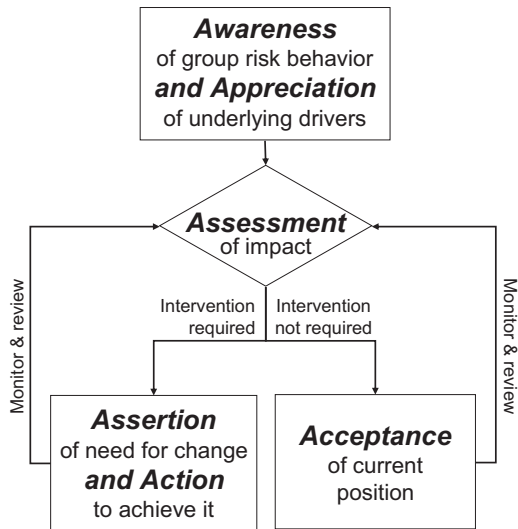 Awareness
of group risk behavior
and Appreciation
of underlying drivers
Assessment
of impact
Intervention
required
Intervention
not required
Monitor & review
Monitor & review
Assertion
of need for change
and Action
to achieve it
Acceptance
of current
position